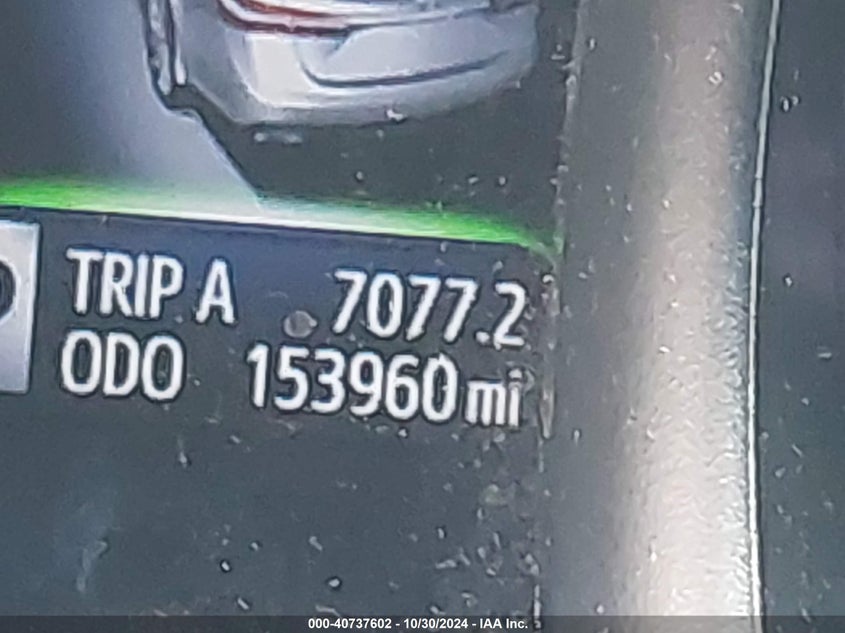 TRIP A 7077.2
ODO 153960 mi
000-40737602 - 10/30/2024 - IAA Inc.